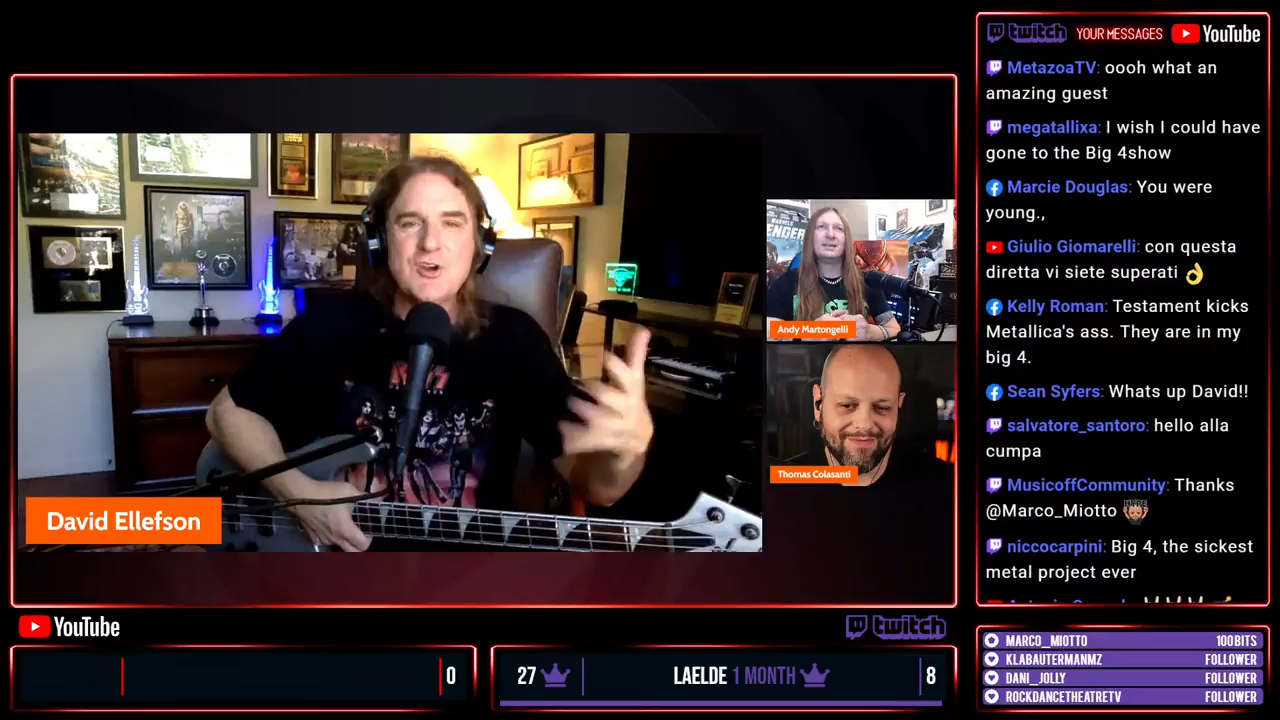 twitch YOUR MESSAGES YouTube
MetazoaTV: oooh what an
amazing guest
megatallixa: I wish I could have
gone to the Big 4show
Marcie Douglas: You were
young.,
Giulio Giomarelli: con questa
diretta vi siete superati 👌
Kelly Roman: Testament kicks
Metallica's ass. They are in my
big 4.
Sean Syfers: Whats up David!!
salvatore_santoro: hello alla
cumpa
MusicoffCommunity: Thanks
@Marco_Miotto
niccocarpini: Big 4, the sickest
metal project ever
KISS
Andy Martongelli
Thomas Colasanti
David Ellefson
YouTube
twitch
0
27
LAELDE 1 MONTH
8
MARCO_MIOTTO 100BITS
KLABAUTERMANMZ FOLLOWER
DANI_JOLLY FOLLOWER
ROCKDANCETHEATRETV FOLLOWER